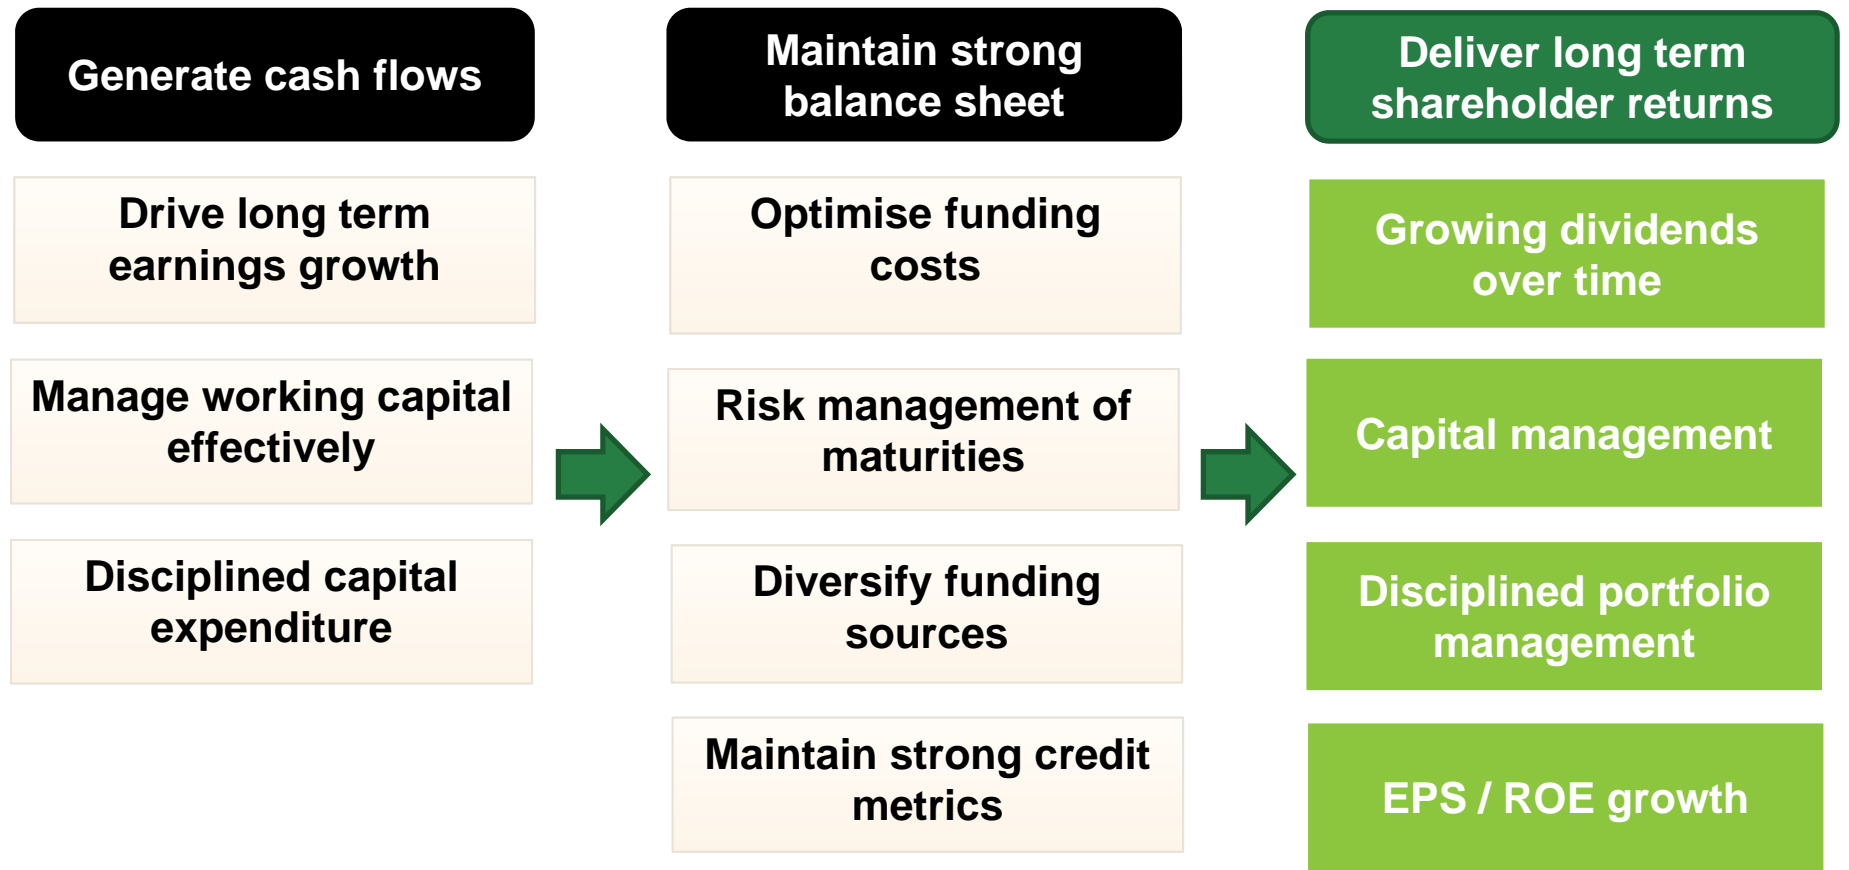 Generate cash flows
Drive long term
earnings growth
Manage working capital
effectively
Disciplined capital
expenditure
Maintain strong
balance sheet
Optimise funding
costs
Risk management of
maturities
Diversify funding
sources
Maintain strong credit
metrics
Deliver long term
shareholder returns
Growing dividends
over time
Capital management
Disciplined portfolio
management
EPS / ROE growth